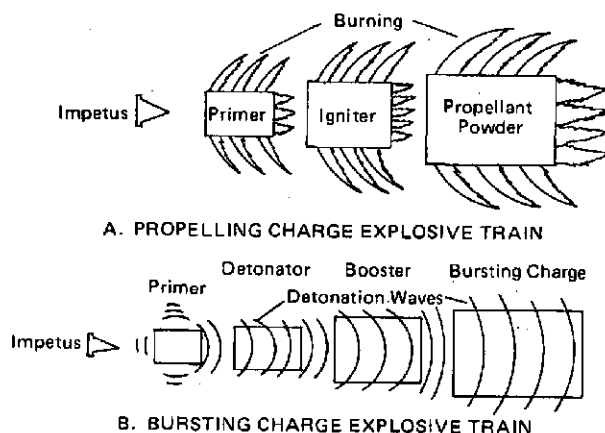 Burning
Impetus
Primer
Igniter
Propellant
Powder
A. PROPELLING CHARGE EXPLOSIVE TRAIN
Detonator Booster Bursting Charge
Primer
Detonation Waves
Impetus
B. BURSTING CHARGE EXPLOSIVE TRAIN